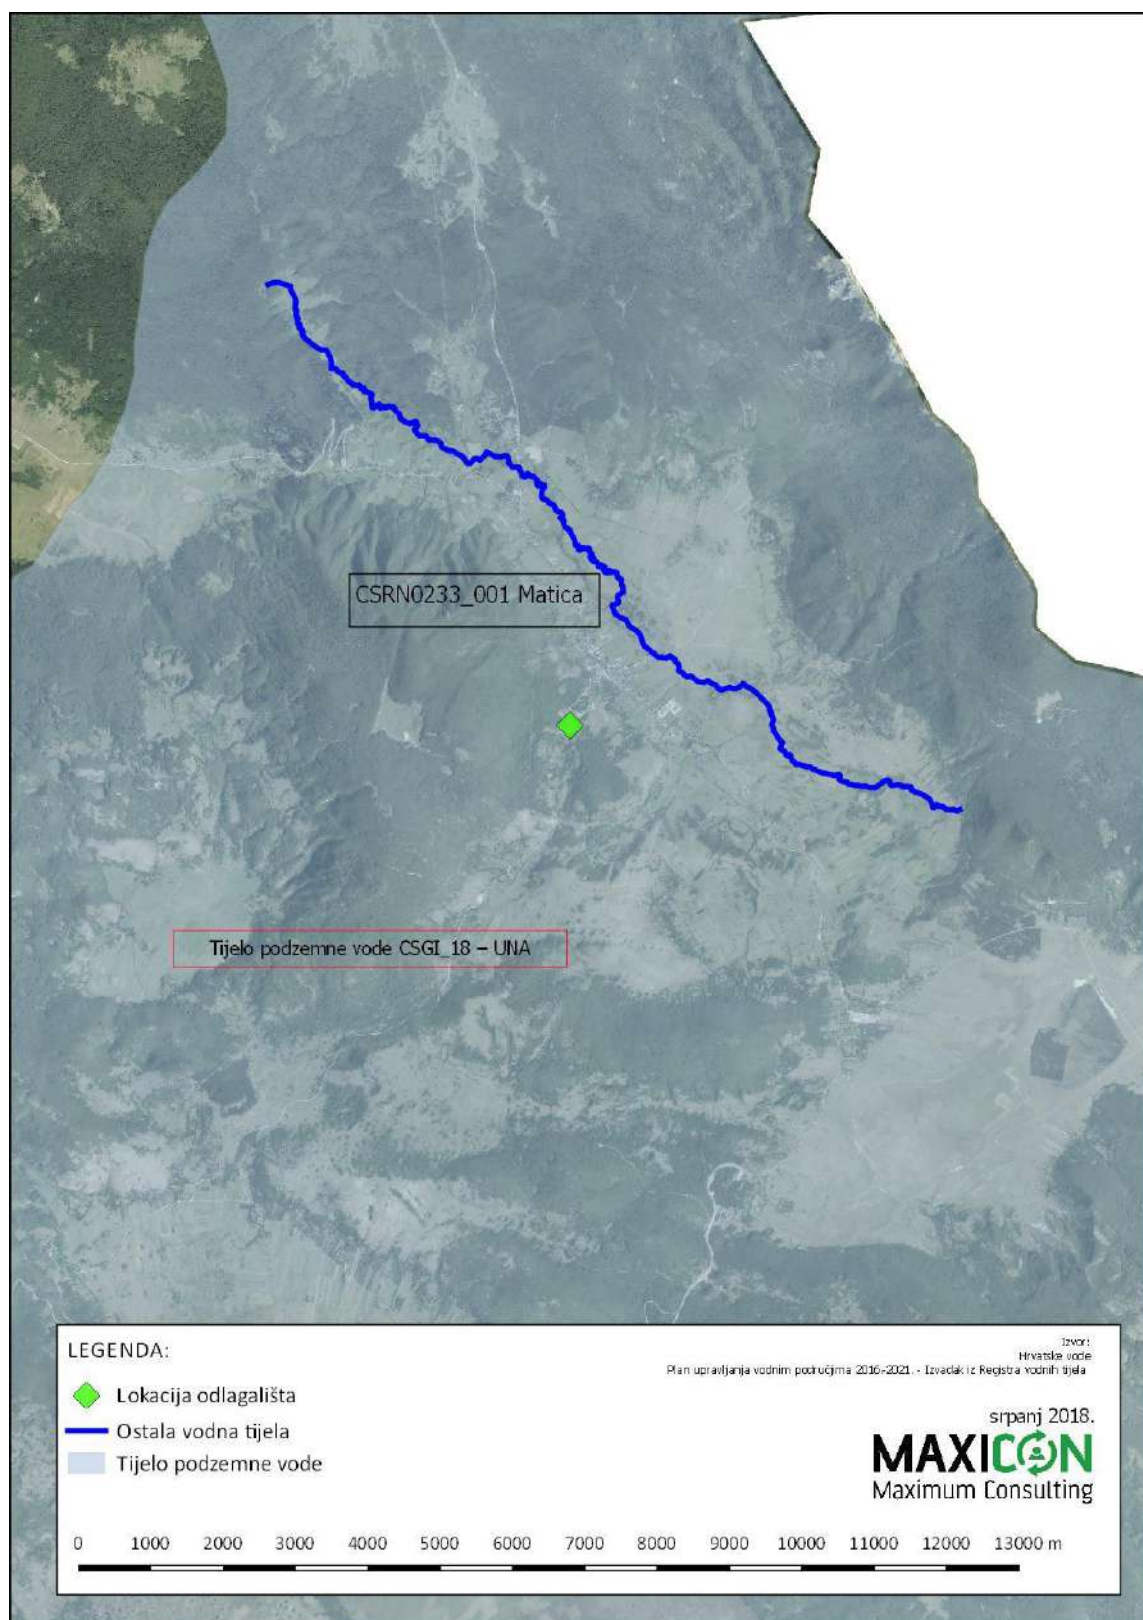 CSRN0233_001 Matica
Tijelo podzemne vode CSGI_18 – UNA
LEGENDA:
Lokacija odlagališta
Ostala vodna tijela
Tijelo podzemne vode
Izvor:
Hrvatske vode
Plan upravljanja vodnim područjima 2016.-2021. - Izvadak iz Registra vodnih tijela
srpanj 2018.
MAXICON
Maximum Consulting
0 1000 2000 3000 4000 5000 6000 7000 8000 9000 10000 11000 12000 13000 m